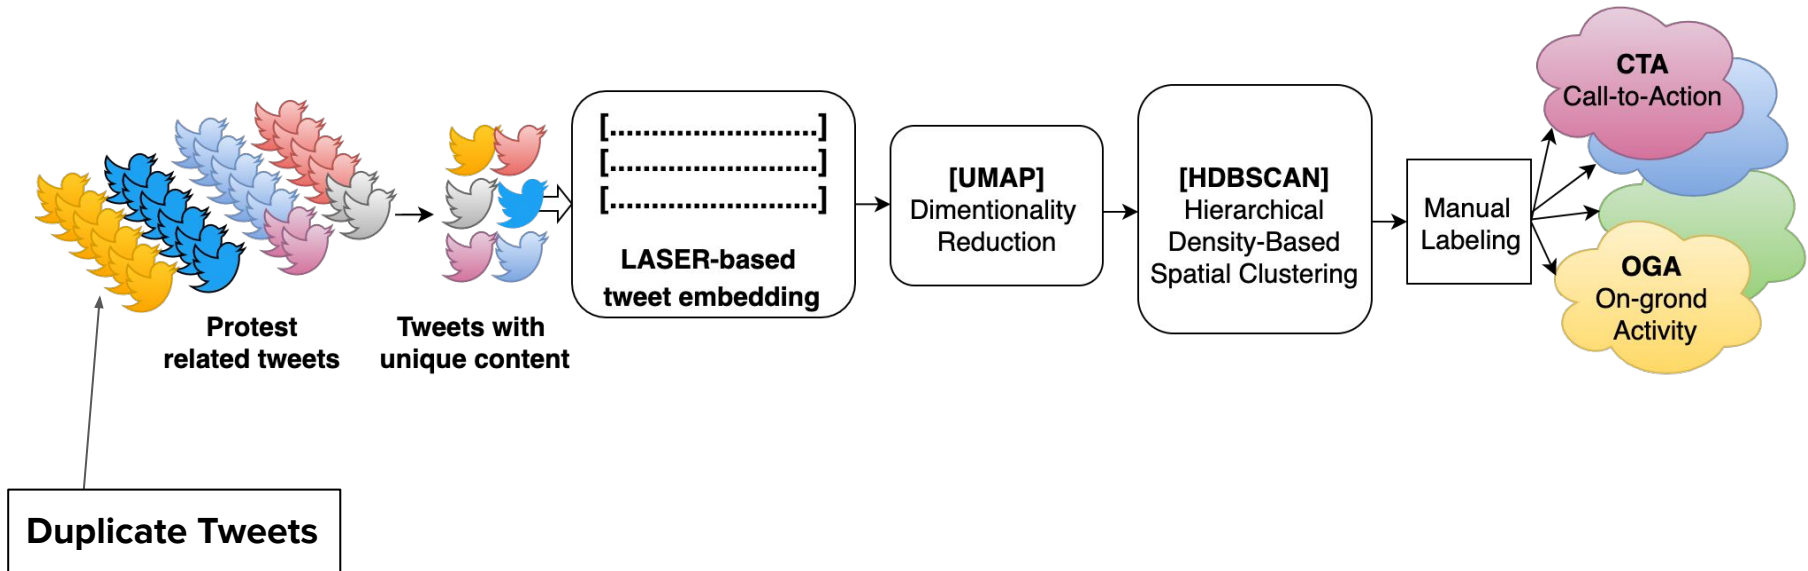 Duplicate Tweets
Protest
related tweets
Tweets with
unique content
[.........................]
[.........................]
[.........................]
LASER-based
tweet embedding
[UMAP]
Dimentionality
Reduction
[HDBSCAN]
Hierarchical
Density-Based
Spatial Clustering
Manual
Labeling
CTA
Call-to-Action
OGA
On-grond
Activity